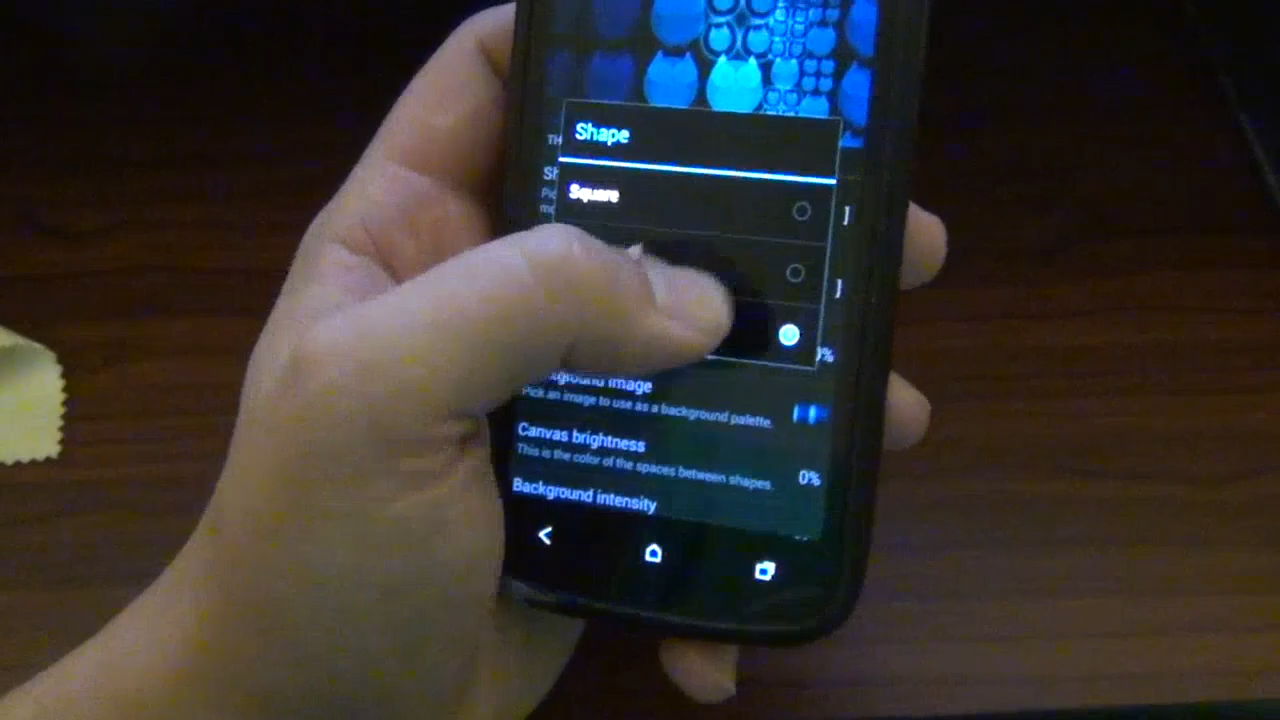 Shape
Square
]
]
%
Pick an image to use as a background palette.
Canvas brightness
This is the color of the spaces between shapes.
0%
Background intensity